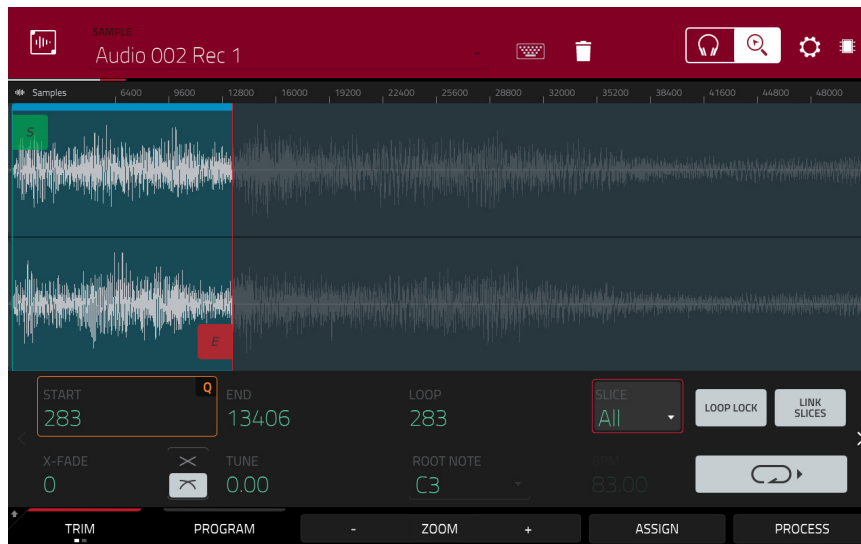 SAMPLE
Audio 002 Rec 1
Samples 6400 9600 12800 16000 19200 22400 25600 28800 32000 35200 38400 41600 44800 48000
S
E
START Q END LOOP SLICE
283 13406 283 All LOOP LOCK LINK SLICES
X-FADE TUNE ROOT NOTE BPM
0 0.00 C3 83.00
TRIM PROGRAM - ZOOM + ASSIGN PROCESS